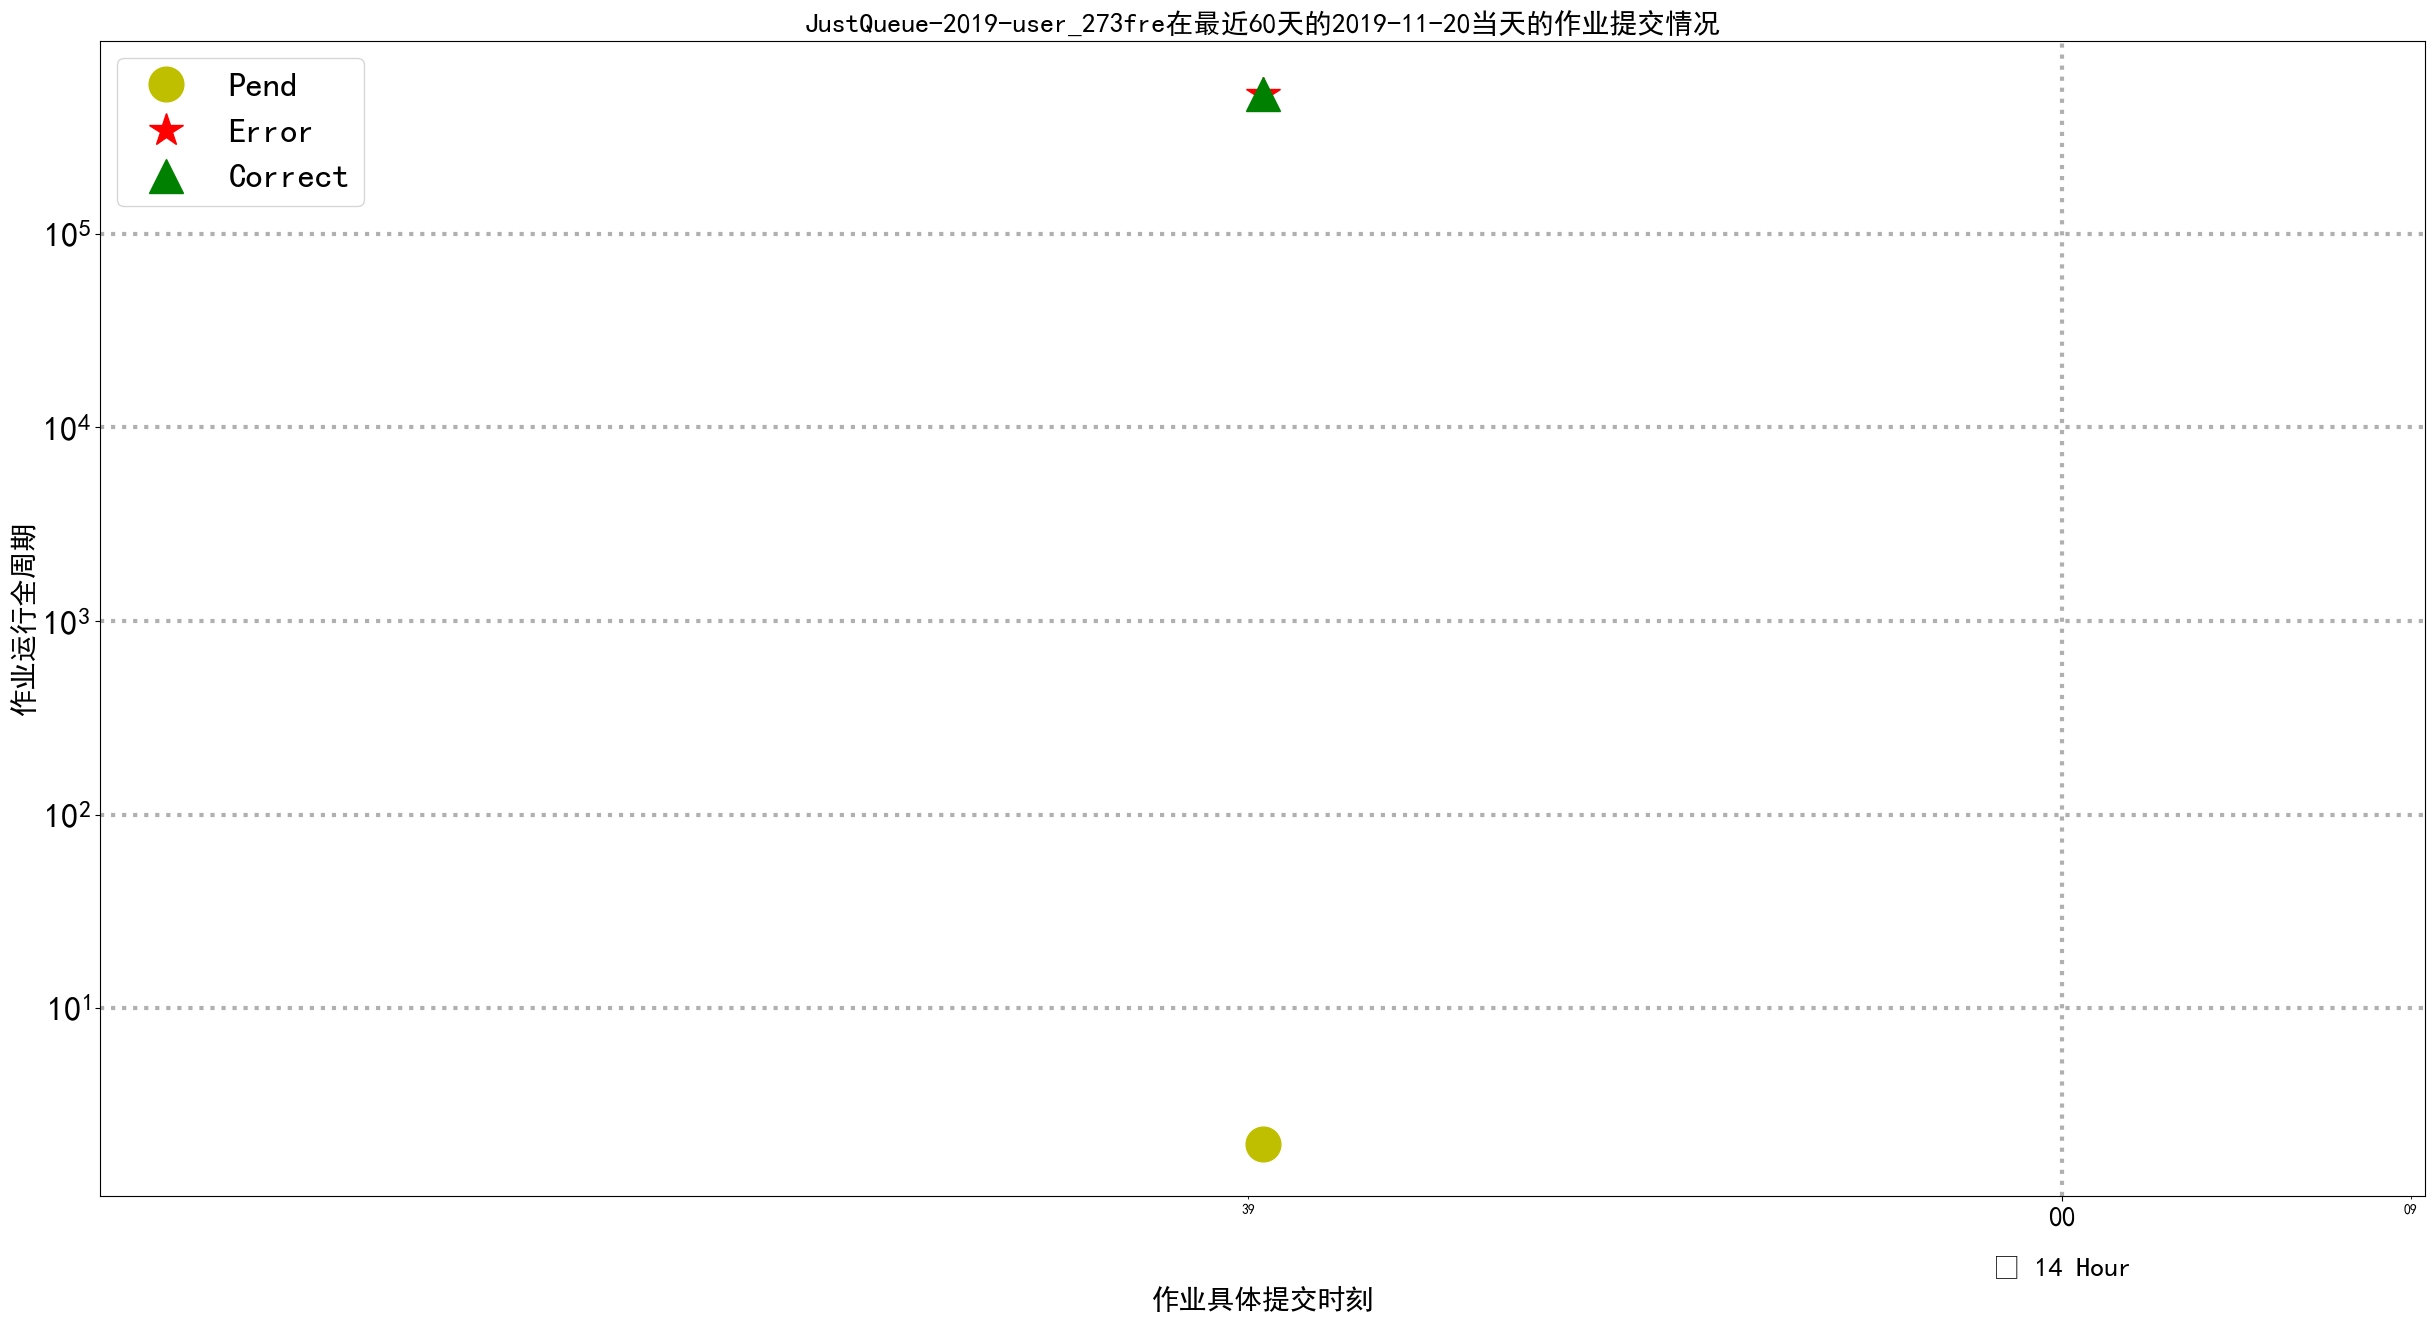 JustQueue-2019-user_273fre在最近60天的2019-11-20当天的作业提交情况
Pend
Error
Correct
10⁵
10⁴
10³
10²
10¹
作业运行全周期
39
00
09
□ 14 Hour
作业具体提交时刻